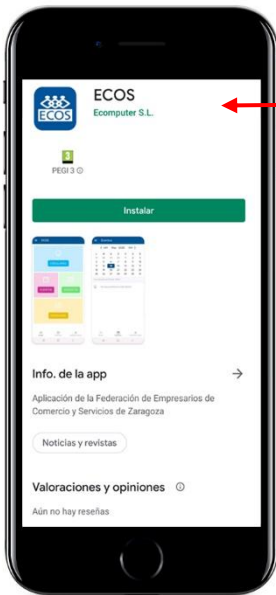 ECOS
ECOS
Ecomputer S.L.
3
PEGI 3
Instalar
Info. de la app
Aplicación de la Federación de Empresarios de
Comercio y Servicios de Zaragoza
Noticias y revistas
Valoraciones y opiniones
Aún no hay reseñas